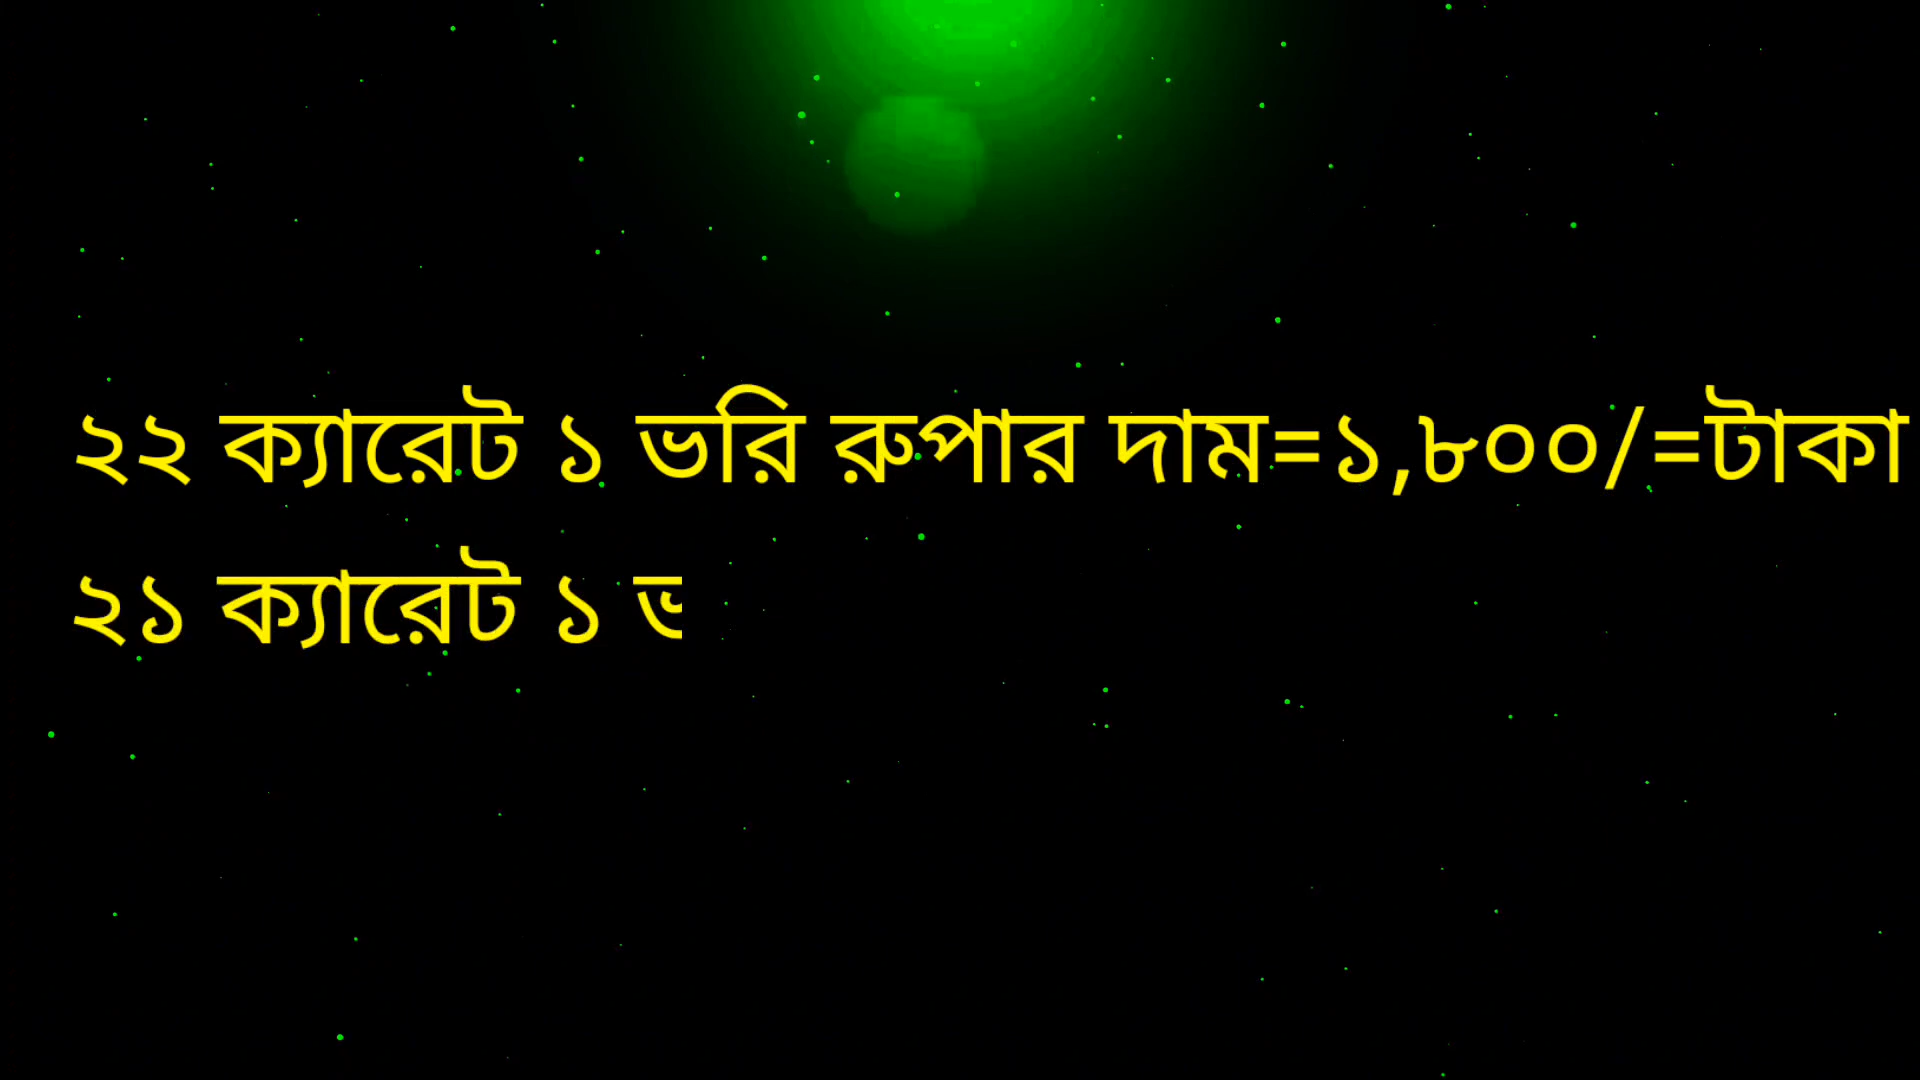 ২২ ক্যারেট ১ ভরি রুপার দাম=১,৮০০/=টাকা
২১ ক্যারেট ১ ভ